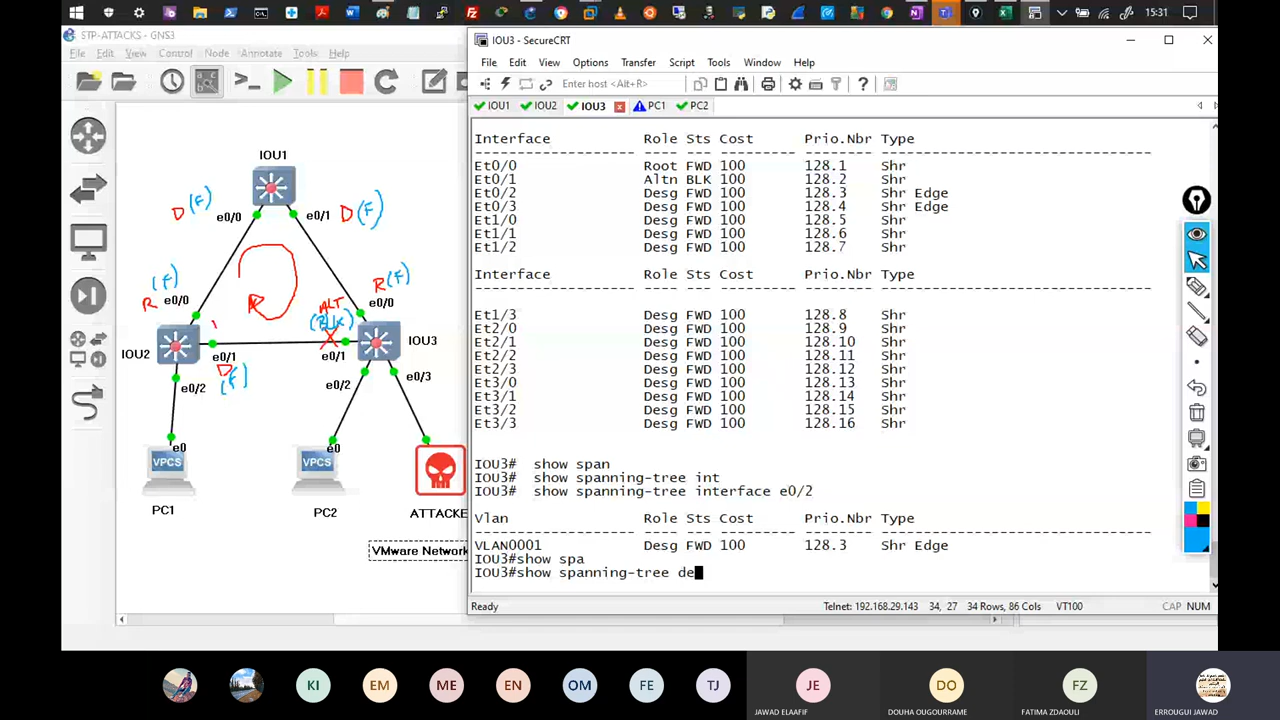 15:31
STP-ATTACKS - GNS3
File Edit View Control Node Annotate Tools Help
IOU3 - SecureCRT
File Edit View Options Transfer Script Tools Window Help
Enter host <Alt+R>
IOU1 IOU2 IOU3 PC1 PC2
Interface Role Sts Cost Prio.Nbr Type
Et0/0 Root FWD 100 128.1 Shr
Et0/1 Altn BLK 100 128.2 Shr
Et0/2 Desg FWD 100 128.3 Shr Edge
Et0/3 Desg FWD 100 128.4 Shr Edge
Et1/0 Desg FWD 100 128.5 Shr
Et1/1 Desg FWD 100 128.6 Shr
Et1/2 Desg FWD 100 128.7 Shr
Interface Role Sts Cost Prio.Nbr Type
Et1/3 Desg FWD 100 128.8 Shr
Et2/0 Desg FWD 100 128.9 Shr
Et2/1 Desg FWD 100 128.10 Shr
Et2/2 Desg FWD 100 128.11 Shr
Et2/3 Desg FWD 100 128.12 Shr
Et3/0 Desg FWD 100 128.13 Shr
Et3/1 Desg FWD 100 128.14 Shr
Et3/2 Desg FWD 100 128.15 Shr
Et3/3 Desg FWD 100 128.16 Shr
IOU3# show span
IOU3# show spanning-tree int
IOU3# show spanning-tree interface e0/2
Vlan Role Sts Cost Prio.Nbr Type
VLAN0001 Desg FWD 100 128.3 Shr Edge
IOU3#show spa
IOU3#show spanning-tree de
Ready Telnet: 192.168.29.143 34, 27 34 Rows, 86 Cols VT100 CAP NUM
IOU1
D (F) e0/0 e0/1 D (F)
(F) R e0/0
R (F) e0/0
ALT
(BLK)
IOU2 e0/1 e0/1 IOU3
D
(F)
e0/2 e0/2 e0/3
e0 e0
VPCS VPCS
PC1 PC2 ATTACKE
VMware Network
KI EM ME EN OM FE TJ JE DO FZ
JAWAD ELAAFIF DOUHA OUGOURRAME FATIMA ZDAOULI ERROUGUI JAWAD